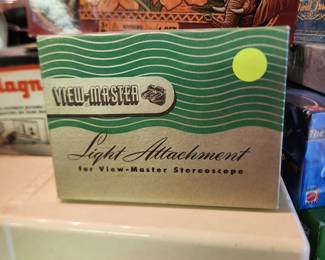 VIEW-MASTER
Light Attachment
for View-Master Stereoscope